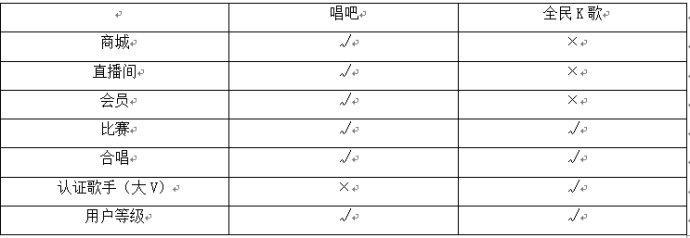 唱吧 全民K歌
商城 √ ×
直播间 √ ×
会员 √ ×
比赛 √ √
合唱 √ √
认证歌手（大V） × √
用户等级 √ √